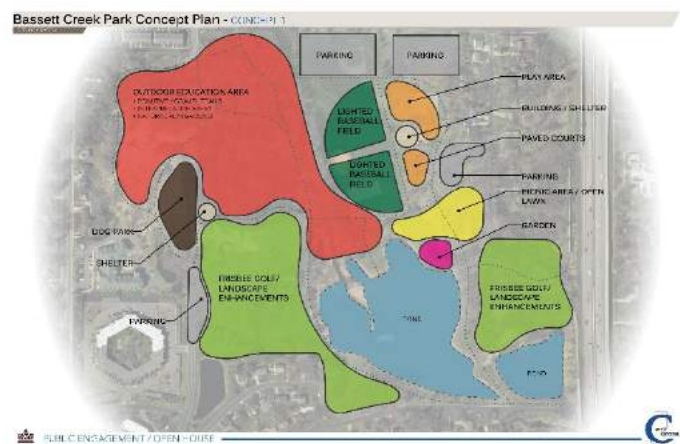 Bassett Creek Park Concept Plan - CONCEPT 1
PARKING
PARKING
OUTDOOR EDUCATION AREA
PLAY AREA
LIGHTED
BASEBALL
FIELD
BUILDING / SHELTER
PAVED COURTS
LIGHTED
BASEBALL
FIELD
PARKING
PICNIC AREA / OPEN
LAWN
GARDEN
DOG PARK
SHELTER
FRISBEE GOLF/
LANDSCAPE
ENHANCEMENTS
FRISBEE GOLF/
LANDSCAPE
ENHANCEMENTS
POND
PARKING
POND
PUBLIC ENGAGEMENT / OPEN HOUSE